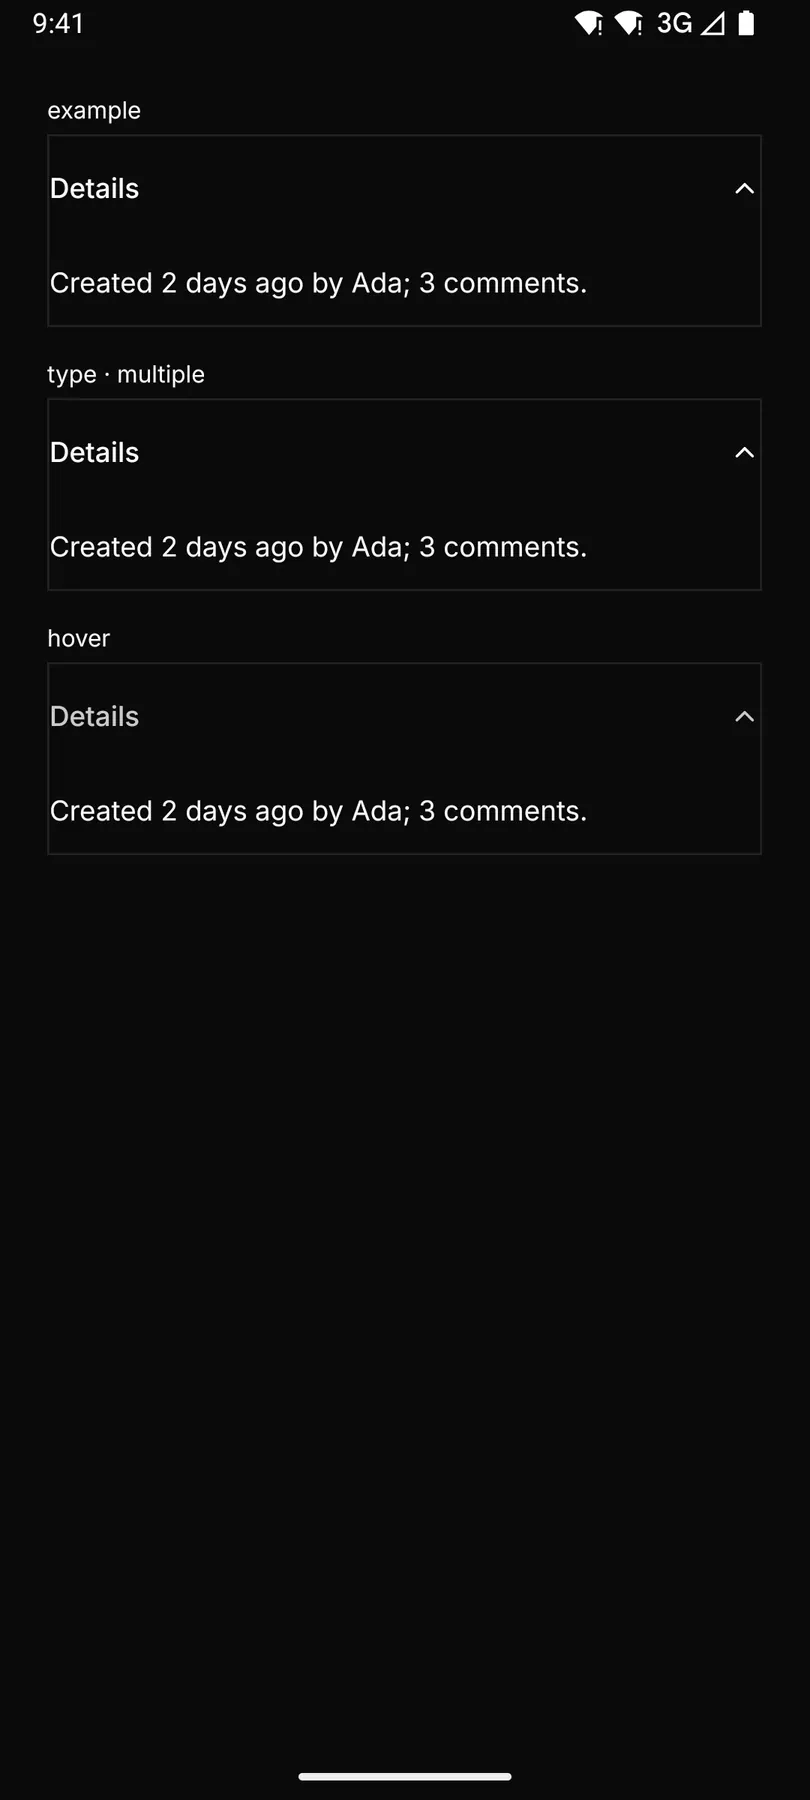 9:41
3G
example
Details
Created 2 days ago by Ada; 3 comments.
type · multiple
Details
Created 2 days ago by Ada; 3 comments.
hover
Details
Created 2 days ago by Ada; 3 comments.